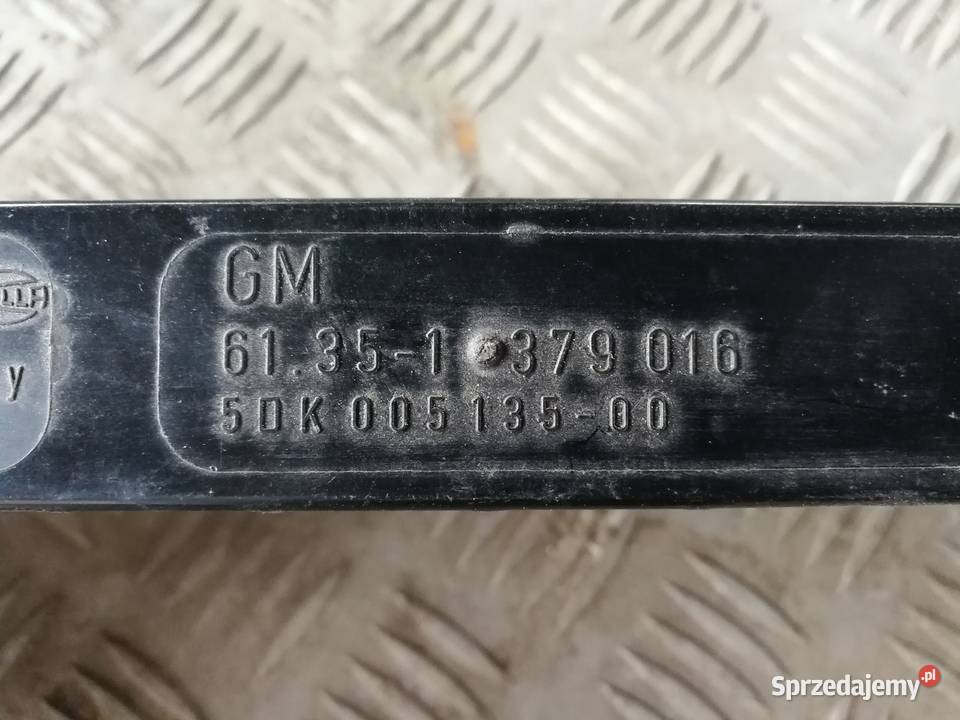 GM
61.35-1 379 016
5DK 005 135-00
y
Sprzedajemy.pl